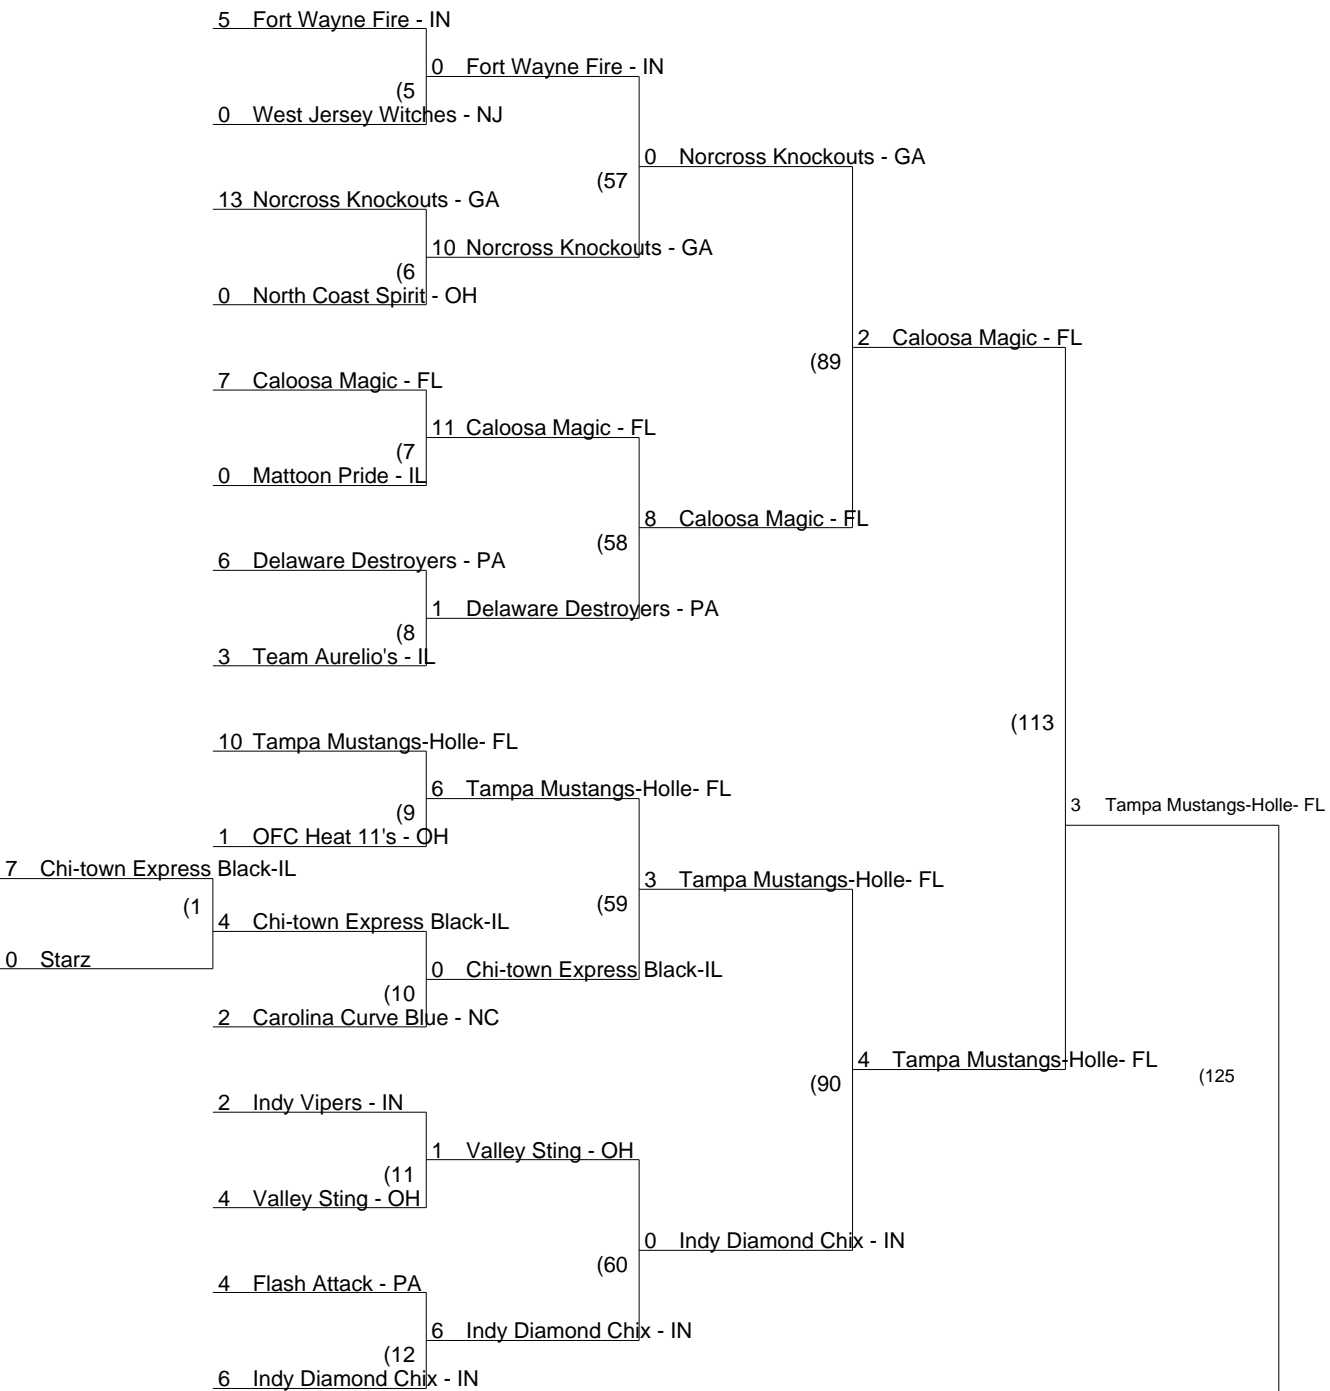 5 Fort Wayne Fire - IN
0 Fort Wayne Fire - IN
(5
0 West Jersey Witches - NJ
0 Norcross Knockouts - GA
(57
13 Norcross Knockouts - GA
10 Norcross Knockouts - GA
(6
0 North Coast Spirit - OH
2 Caloosa Magic - FL
(89
7 Caloosa Magic - FL
11 Caloosa Magic - FL
(7
0 Mattoon Pride - IL
8 Caloosa Magic - FL
(58
6 Delaware Destroyers - PA
1 Delaware Destroyers - PA
(8
3 Team Aurelio's - IL
(113
10 Tampa Mustangs-Holle- FL
6 Tampa Mustangs-Holle- FL
3 Tampa Mustangs-Holle- FL
(9
1 OFC Heat 11's - OH
7 Chi-town Express Black-IL
3 Tampa Mustangs-Holle- FL
(1
(59
4 Chi-town Express Black-IL
0 Starz
0 Chi-town Express Black-IL
(10
2 Carolina Curve Blue - NC
4 Tampa Mustangs-Holle- FL
(125
(90
2 Indy Vipers - IN
1 Valley Sting - OH
(11
4 Valley Sting - OH
0 Indy Diamond Chix - IN
(60
4 Flash Attack - PA
6 Indy Diamond Chix - IN
(12
6 Indy Diamond Chix - IN